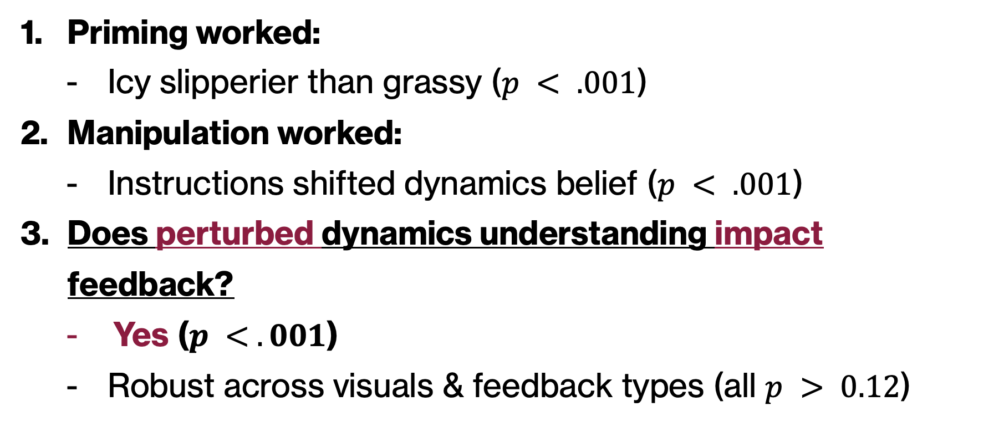 1. Priming worked:
- Icy slipperier than grassy (p < .001)
2. Manipulation worked:
- Instructions shifted dynamics belief (p < .001)
3. Does perturbed dynamics understanding impact
feedback?
- Yes (p <. 001)
- Robust across visuals & feedback types (all p > 0.12)